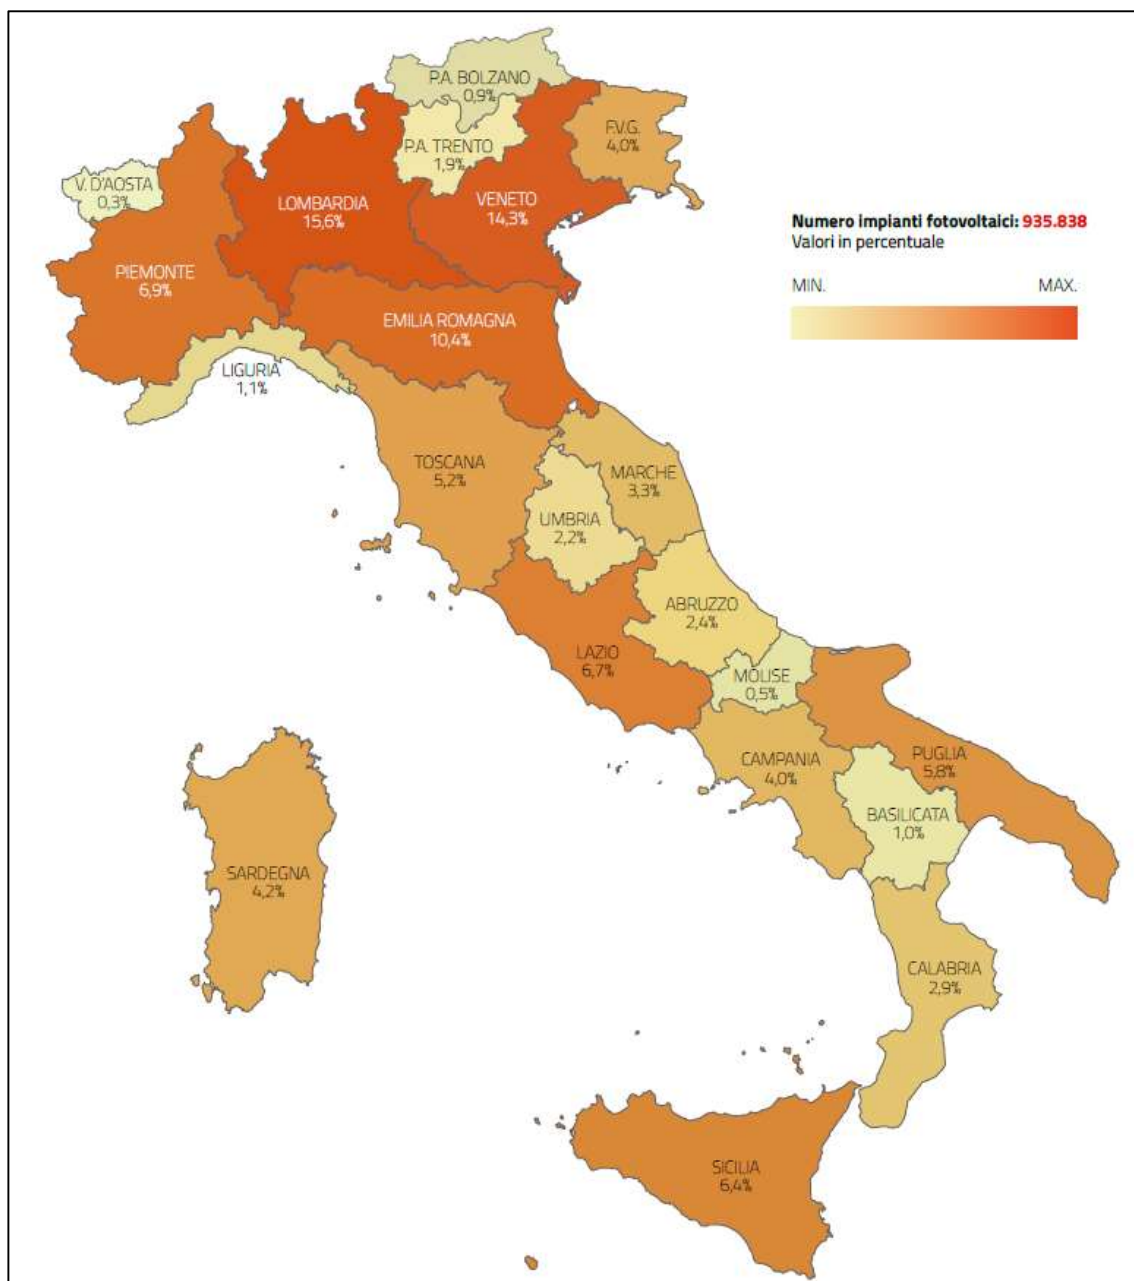 P.A. BOLZANO
0,9%
P.A. TRENTO
1,9%
F.V.G.
4,0%
V. D'AOSTA
0,3%
LOMBARDIA
15,6%
VENETO
14,3%
Numero impianti fotovoltaici: 935.838
Valori in percentuale
MIN. MAX.
PIEMONTE
6,9%
EMILIA ROMAGNA
10,4%
LIGURIA
1,1%
TOSCANA
5,2%
MARCHE
3,3%
UMBRIA
2,2%
ABRUZZO
2,4%
LAZIO
6,7%
MOLISE
0,5%
CAMPANIA
4,0%
PUGLIA
5,8%
BASILICATA
1,0%
SARDEGNA
4,2%
CALABRIA
2,9%
SICILIA
6,4%